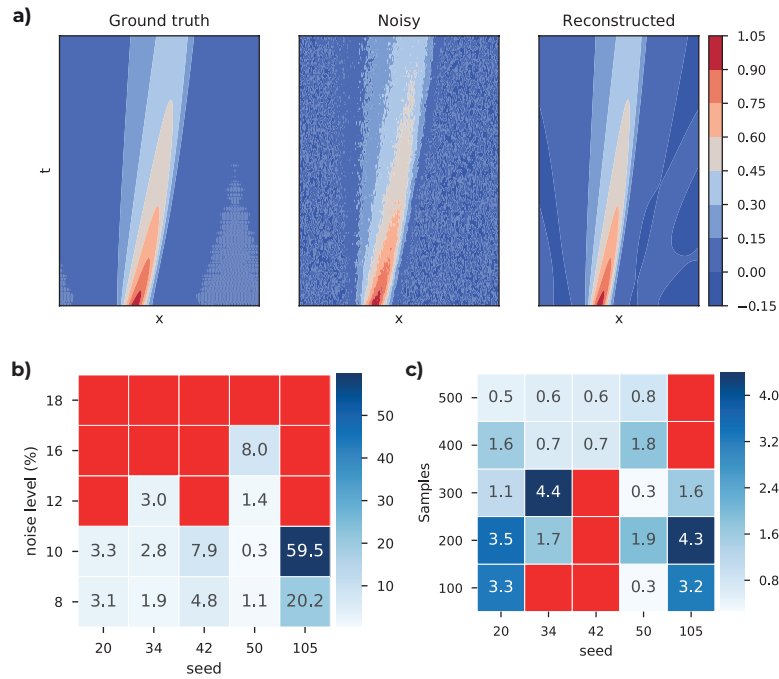 a)
Ground truth
Noisy
Reconstructed
t
x
x
x
1.05
0.90
0.75
0.60
0.45
0.30
0.15
0.00
−0.15
b)
noise level (%)
18
16 8.0
12 3.0 1.4
10 3.3 2.8 7.9 0.3 59.5
8 3.1 1.9 4.8 1.1 20.2
20 34 42 50 105
seed
50
40
30
20
10
c)
Samples
500 0.5 0.6 0.6 0.8
400 1.6 0.7 0.7 1.8
300 1.1 4.4 0.3 1.6
200 3.5 1.7 1.9 4.3
100 3.3 0.3 3.2
20 34 42 50 105
seed
4.0
3.2
2.4
1.6
0.8